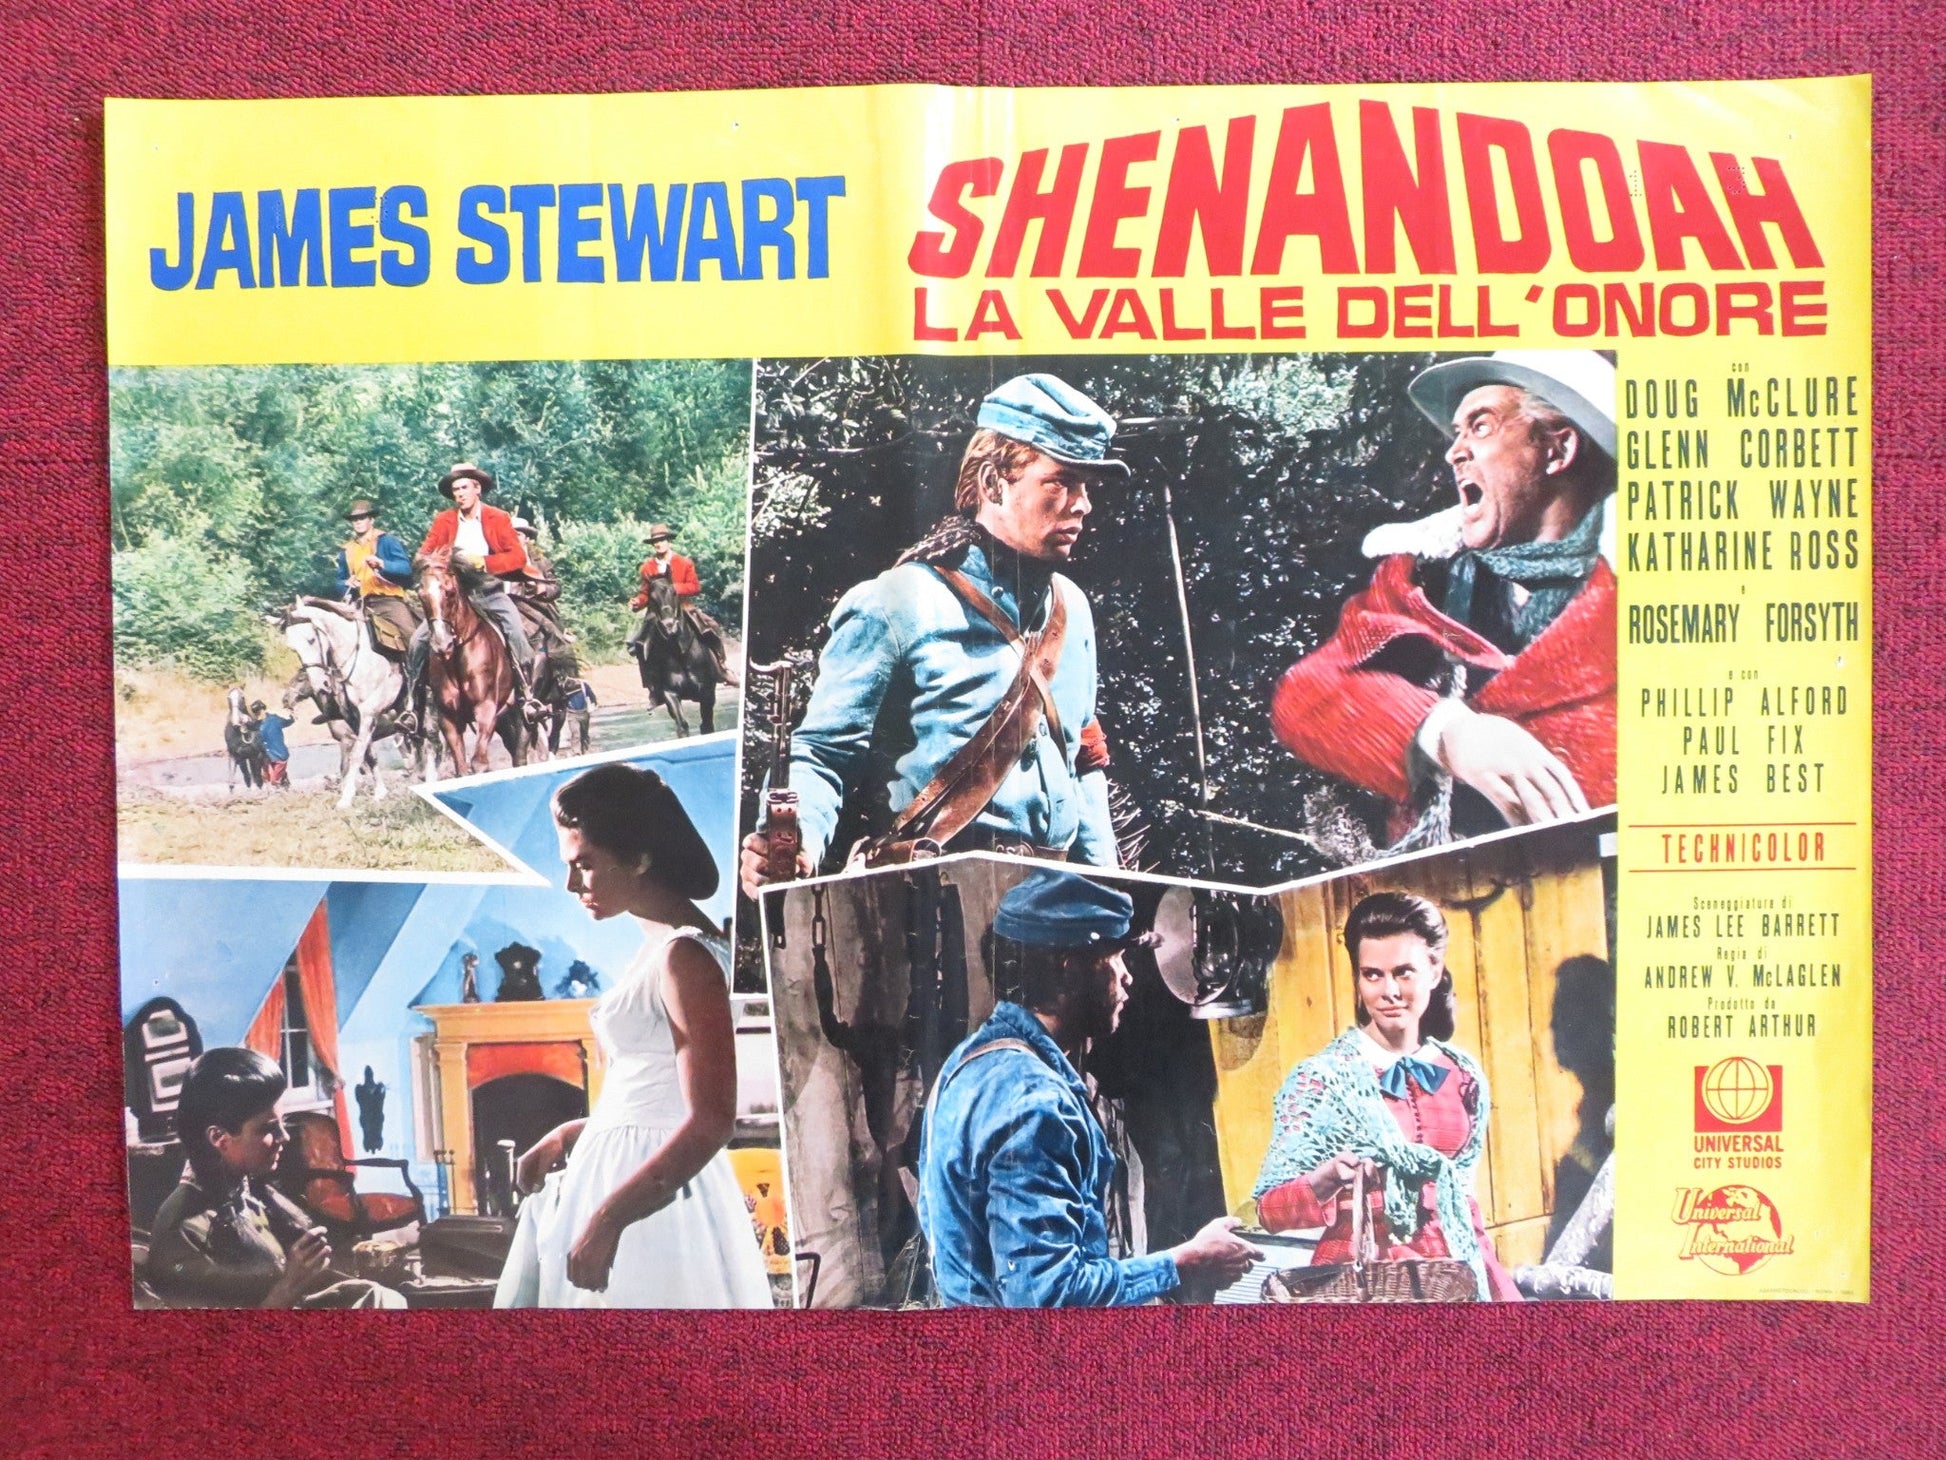 JAMES STEWART
SHENANDOAH
LA VALLE DELL'ONORE
con
DOUG McCLURE
GLENN CORBETT
PATRICK WAYNE
KATHARINE ROSS
e
ROSEMARY FORSYTH
e con
PHILLIP ALFORD
PAUL FIX
JAMES BEST
TECHNICOLOR
Sceneggiatura di
JAMES LEE BARRETT
Regia di
ANDREW V. McLAGLEN
Prodotto da
ROBERT ARTHUR
UNIVERSAL
CITY STUDIOS
Universal
International